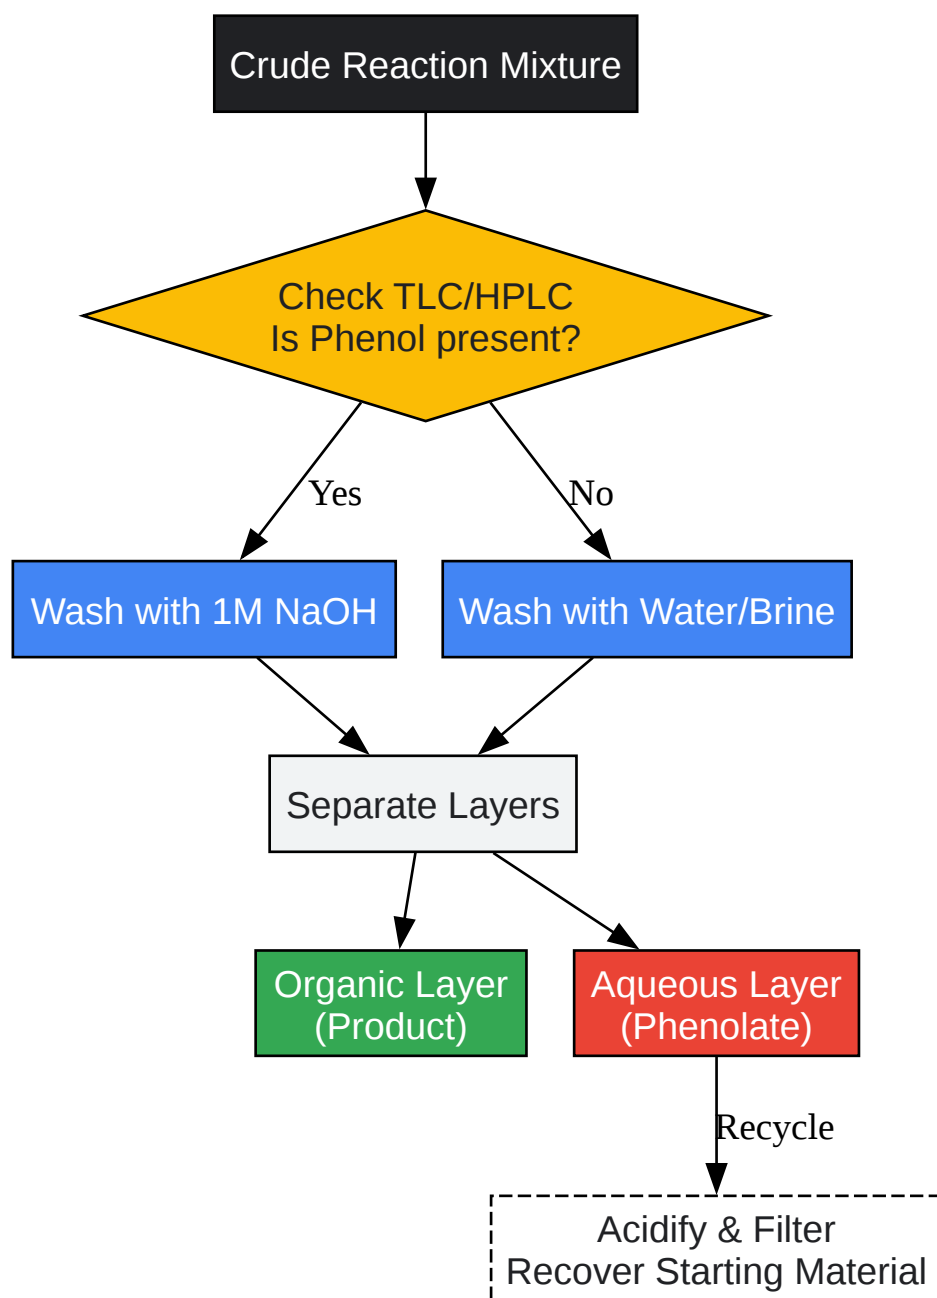 Crude Reaction Mixture
Check TLC/HPLC
Is Phenol present?
Yes
No
Wash with 1M NaOH
Wash with Water/Brine
Separate Layers
Organic Layer
(Product)
Aqueous Layer
(Phenolate)
Recycle
Acidify & Filter
Recover Starting Material